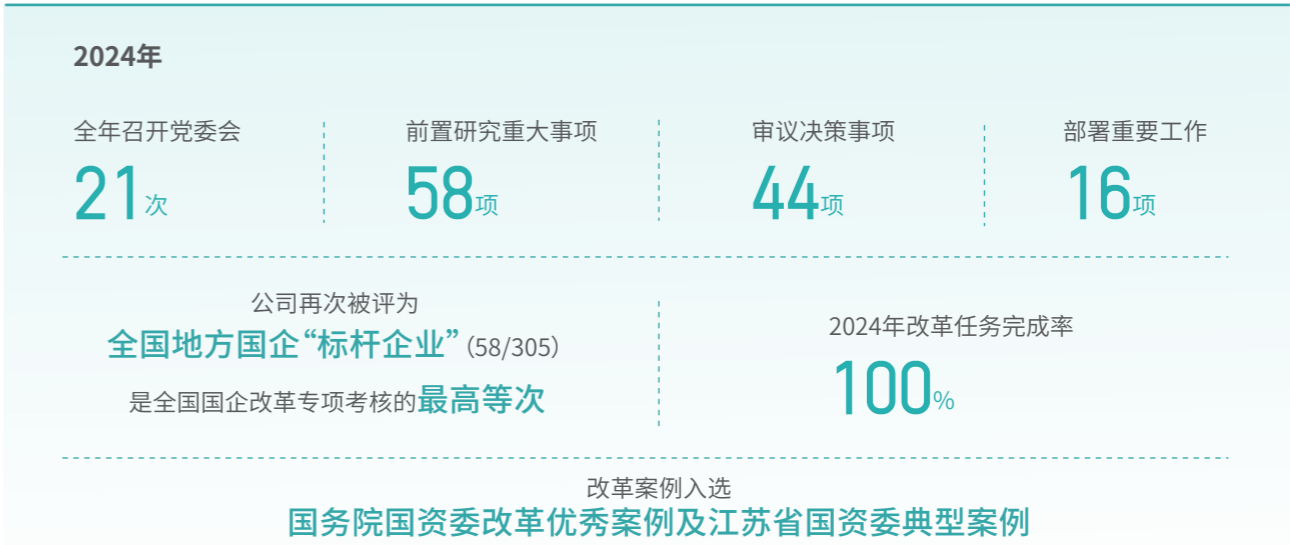 2024年
全年召开党委会
21次
前置研究重大事项
58项
审议决策事项
44项
部署重要工作
16项
公司再次被评为
全国地方国企“标杆企业”（58/305）
是全国国企改革专项考核的最高等次
2024年改革任务完成率
100%
改革案例入选
国务院国资委改革优秀案例及江苏省国资委典型案例